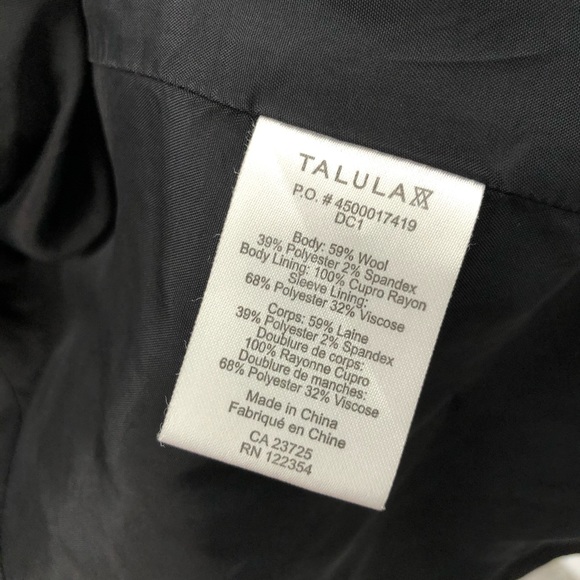 TALULA
P.O. # 4500017419
DC1
Body: 59% Wool
39% Polyester 2% Spandex
Body Lining: 100% Cupro Rayon
Sleeve Lining:
68% Polyester 32% Viscose
Corps: 59% Laine
39% Polyester 2% Spandex
Doublure de corps:
100% Rayonne Cupro
Doublure de manches:
68% Polyester 32% Viscose
Made in China
Fabriqué en Chine
CA 23725
RN 122354